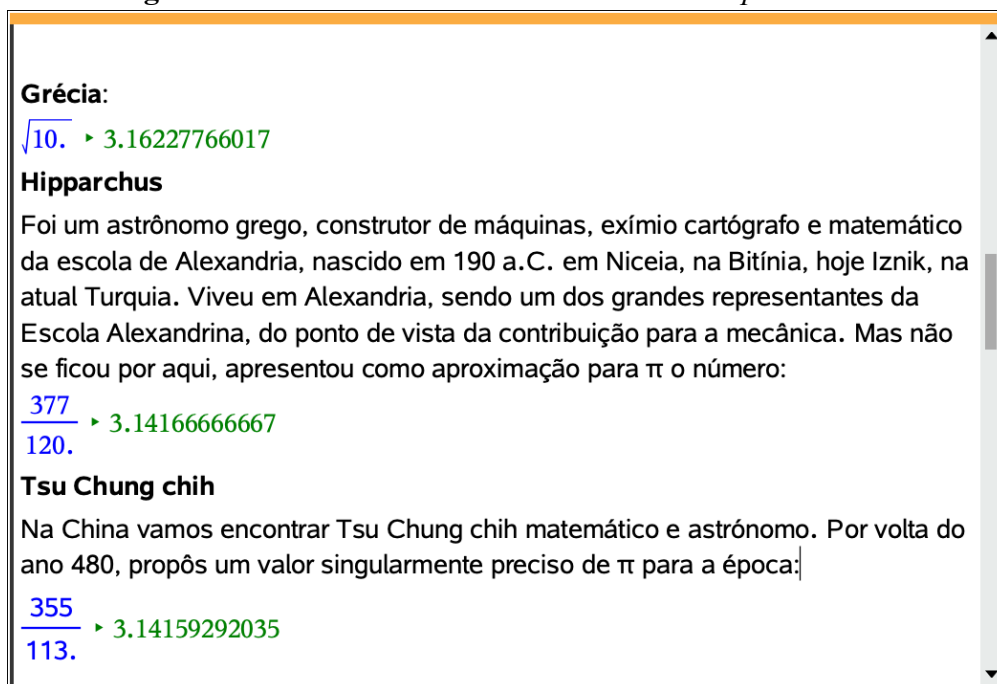 Grécia:
√10. ▸ 3.16227766017
Hipparchus
Foi um astrônomo grego, construtor de máquinas, exímio cartógrafo e matemático
da escola de Alexandria, nascido em 190 a.C. em Niceia, na Bitínia, hoje Iznik, na
atual Turquia. Viveu em Alexandria, sendo um dos grandes representantes da
Escola Alexandrina, do ponto de vista da contribuição para a mecânica. Mas não
se ficou por aqui, apresentou como aproximação para π o número:
377
120. ▸ 3.14166666667
Tsu Chung chih
Na China vamos encontrar Tsu Chung chih matemático e astrónomo. Por volta do
ano 480, propôs um valor singularmente preciso de π para a época:
355
113. ▸ 3.14159292035